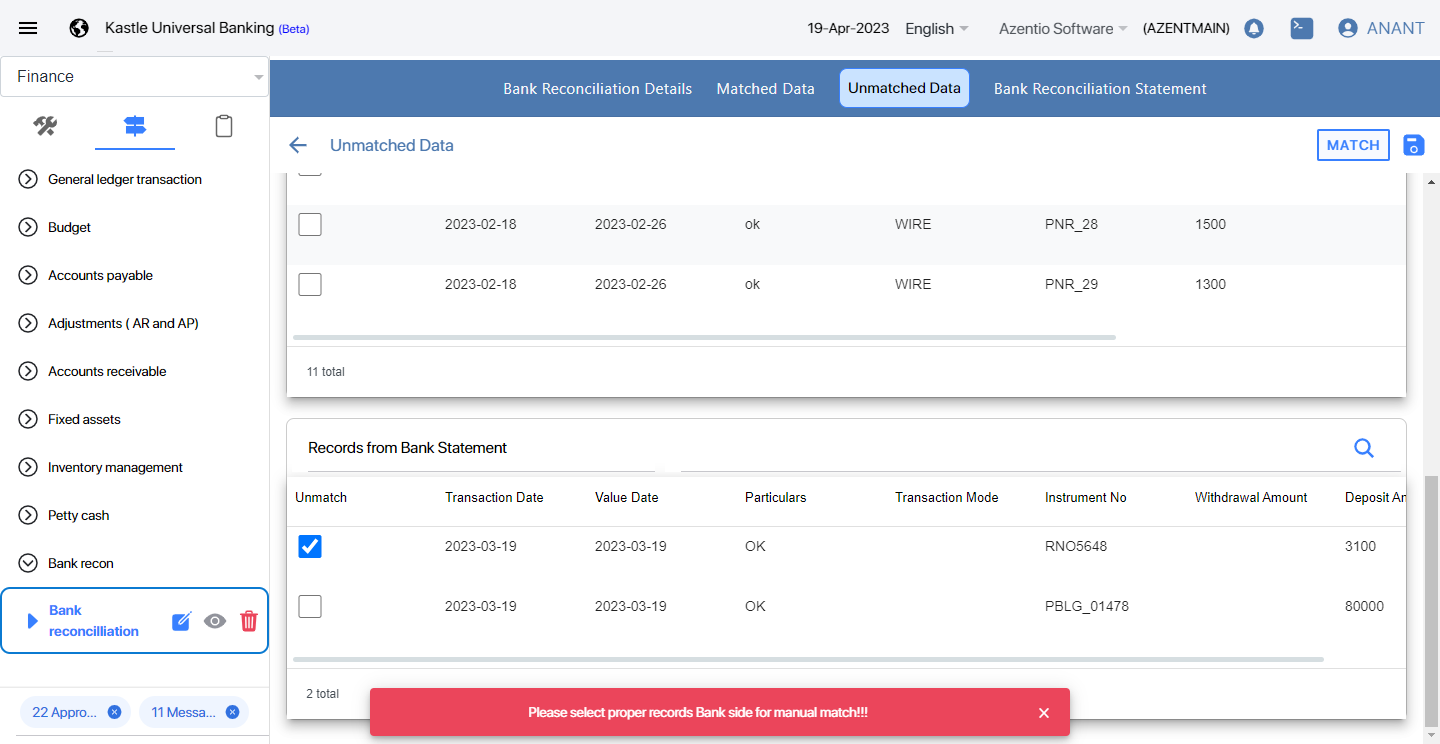 Kastle Universal Banking (Beta)
19-Apr-2023 English Azentio Software (AZENTMAIN) ANANT
Finance
Bank Reconciliation Details Matched Data Unmatched Data Bank Reconciliation Statement
Unmatched Data MATCH
General ledger transaction
Budget
Accounts payable
Adjustments ( AR and AP)
Accounts receivable
Fixed assets
Inventory management
Petty cash
Bank recon
Bank
reconcilliation
22 Appro... 11 Messa...
2023-02-18 2023-02-26 ok WIRE PNR_28 1500
2023-02-18 2023-02-26 ok WIRE PNR_29 1300
11 total
Records from Bank Statement
Unmatch Transaction Date Value Date Particulars Transaction Mode Instrument No Withdrawal Amount Deposit An
2023-03-19 2023-03-19 OK RNO5648 3100
2023-03-19 2023-03-19 OK PBLG_01478 80000
2 total
Please select proper records Bank side for manual match!!!